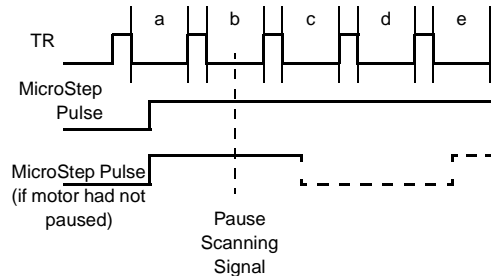 a b c d e
TR
MicroStep
Pulse
MicroStep Pulse
(if motor had not
paused)
Pause
Scanning
Signal